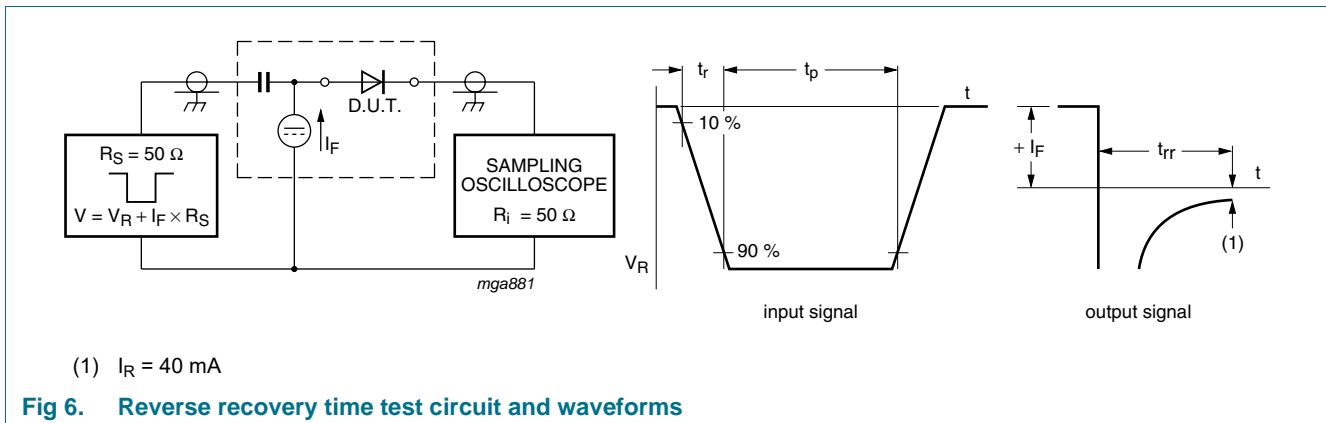 D.U.T.
I_F
R_S = 50 Ω
V = V_R + I_F × R_S
SAMPLING
OSCILLOSCOPE
R_i = 50 Ω
mga881
t_r
t_p
t
10 %
90 %
V_R
input signal
+ I_F
t_rr
t
(1)
output signal
(1) I_R = 40 mA
Fig 6. Reverse recovery time test circuit and waveforms